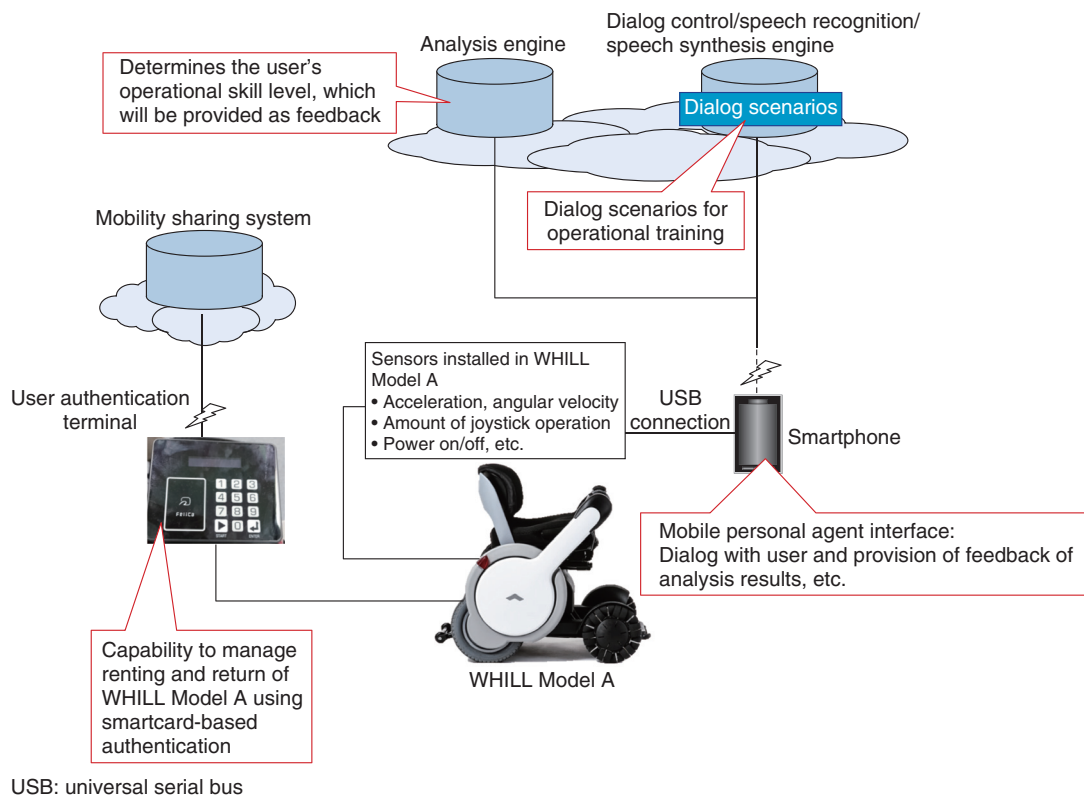 Dialog control/speech recognition/
speech synthesis engine
Analysis engine
Determines the user's
operational skill level, which
will be provided as feedback
Dialog scenarios
Dialog scenarios for
operational training
Mobility sharing system
Sensors installed in WHILL
Model A
• Acceleration, angular velocity
• Amount of joystick operation
• Power on/off, etc.
USB
connection
Smartphone
User authentication
terminal
1 2 3
4 5 6
7 8 9
0
START ENTER
FeliCa
Mobile personal agent interface:
Dialog with user and provision of feedback of
analysis results, etc.
Capability to manage
renting and return of
WHILL Model A using
smartcard-based
authentication
WHILL Model A
USB: universal serial bus